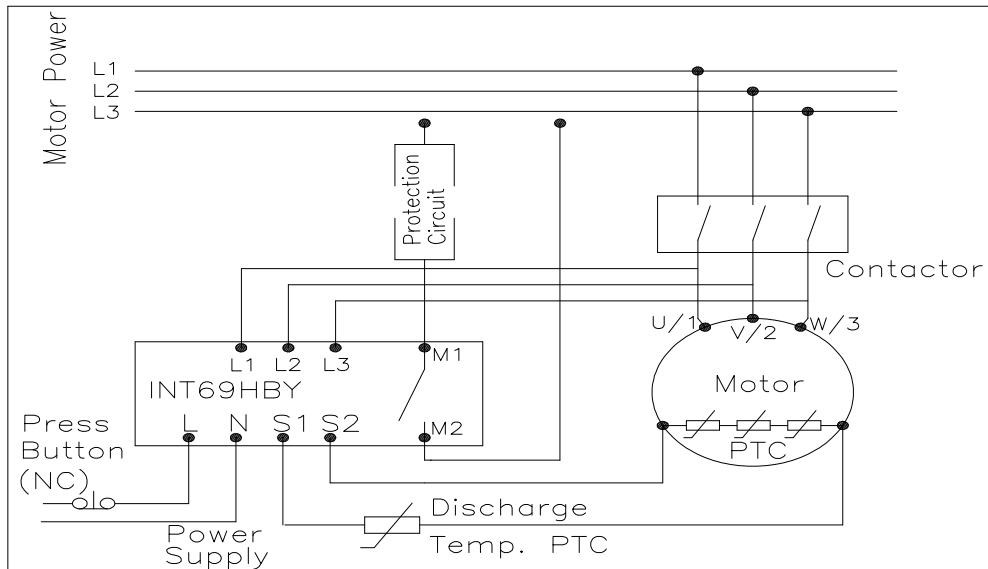 Motor Power
L1
L2
L3
Protection
Circuit
Contactor
U/1
V/2
W/3
L1
L2
L3
M1
INT69HBY
Motor
L
N
S1
S2
M2
PTC
Press
Button
(NC)
Power
Supply
Discharge
Temp. PTC